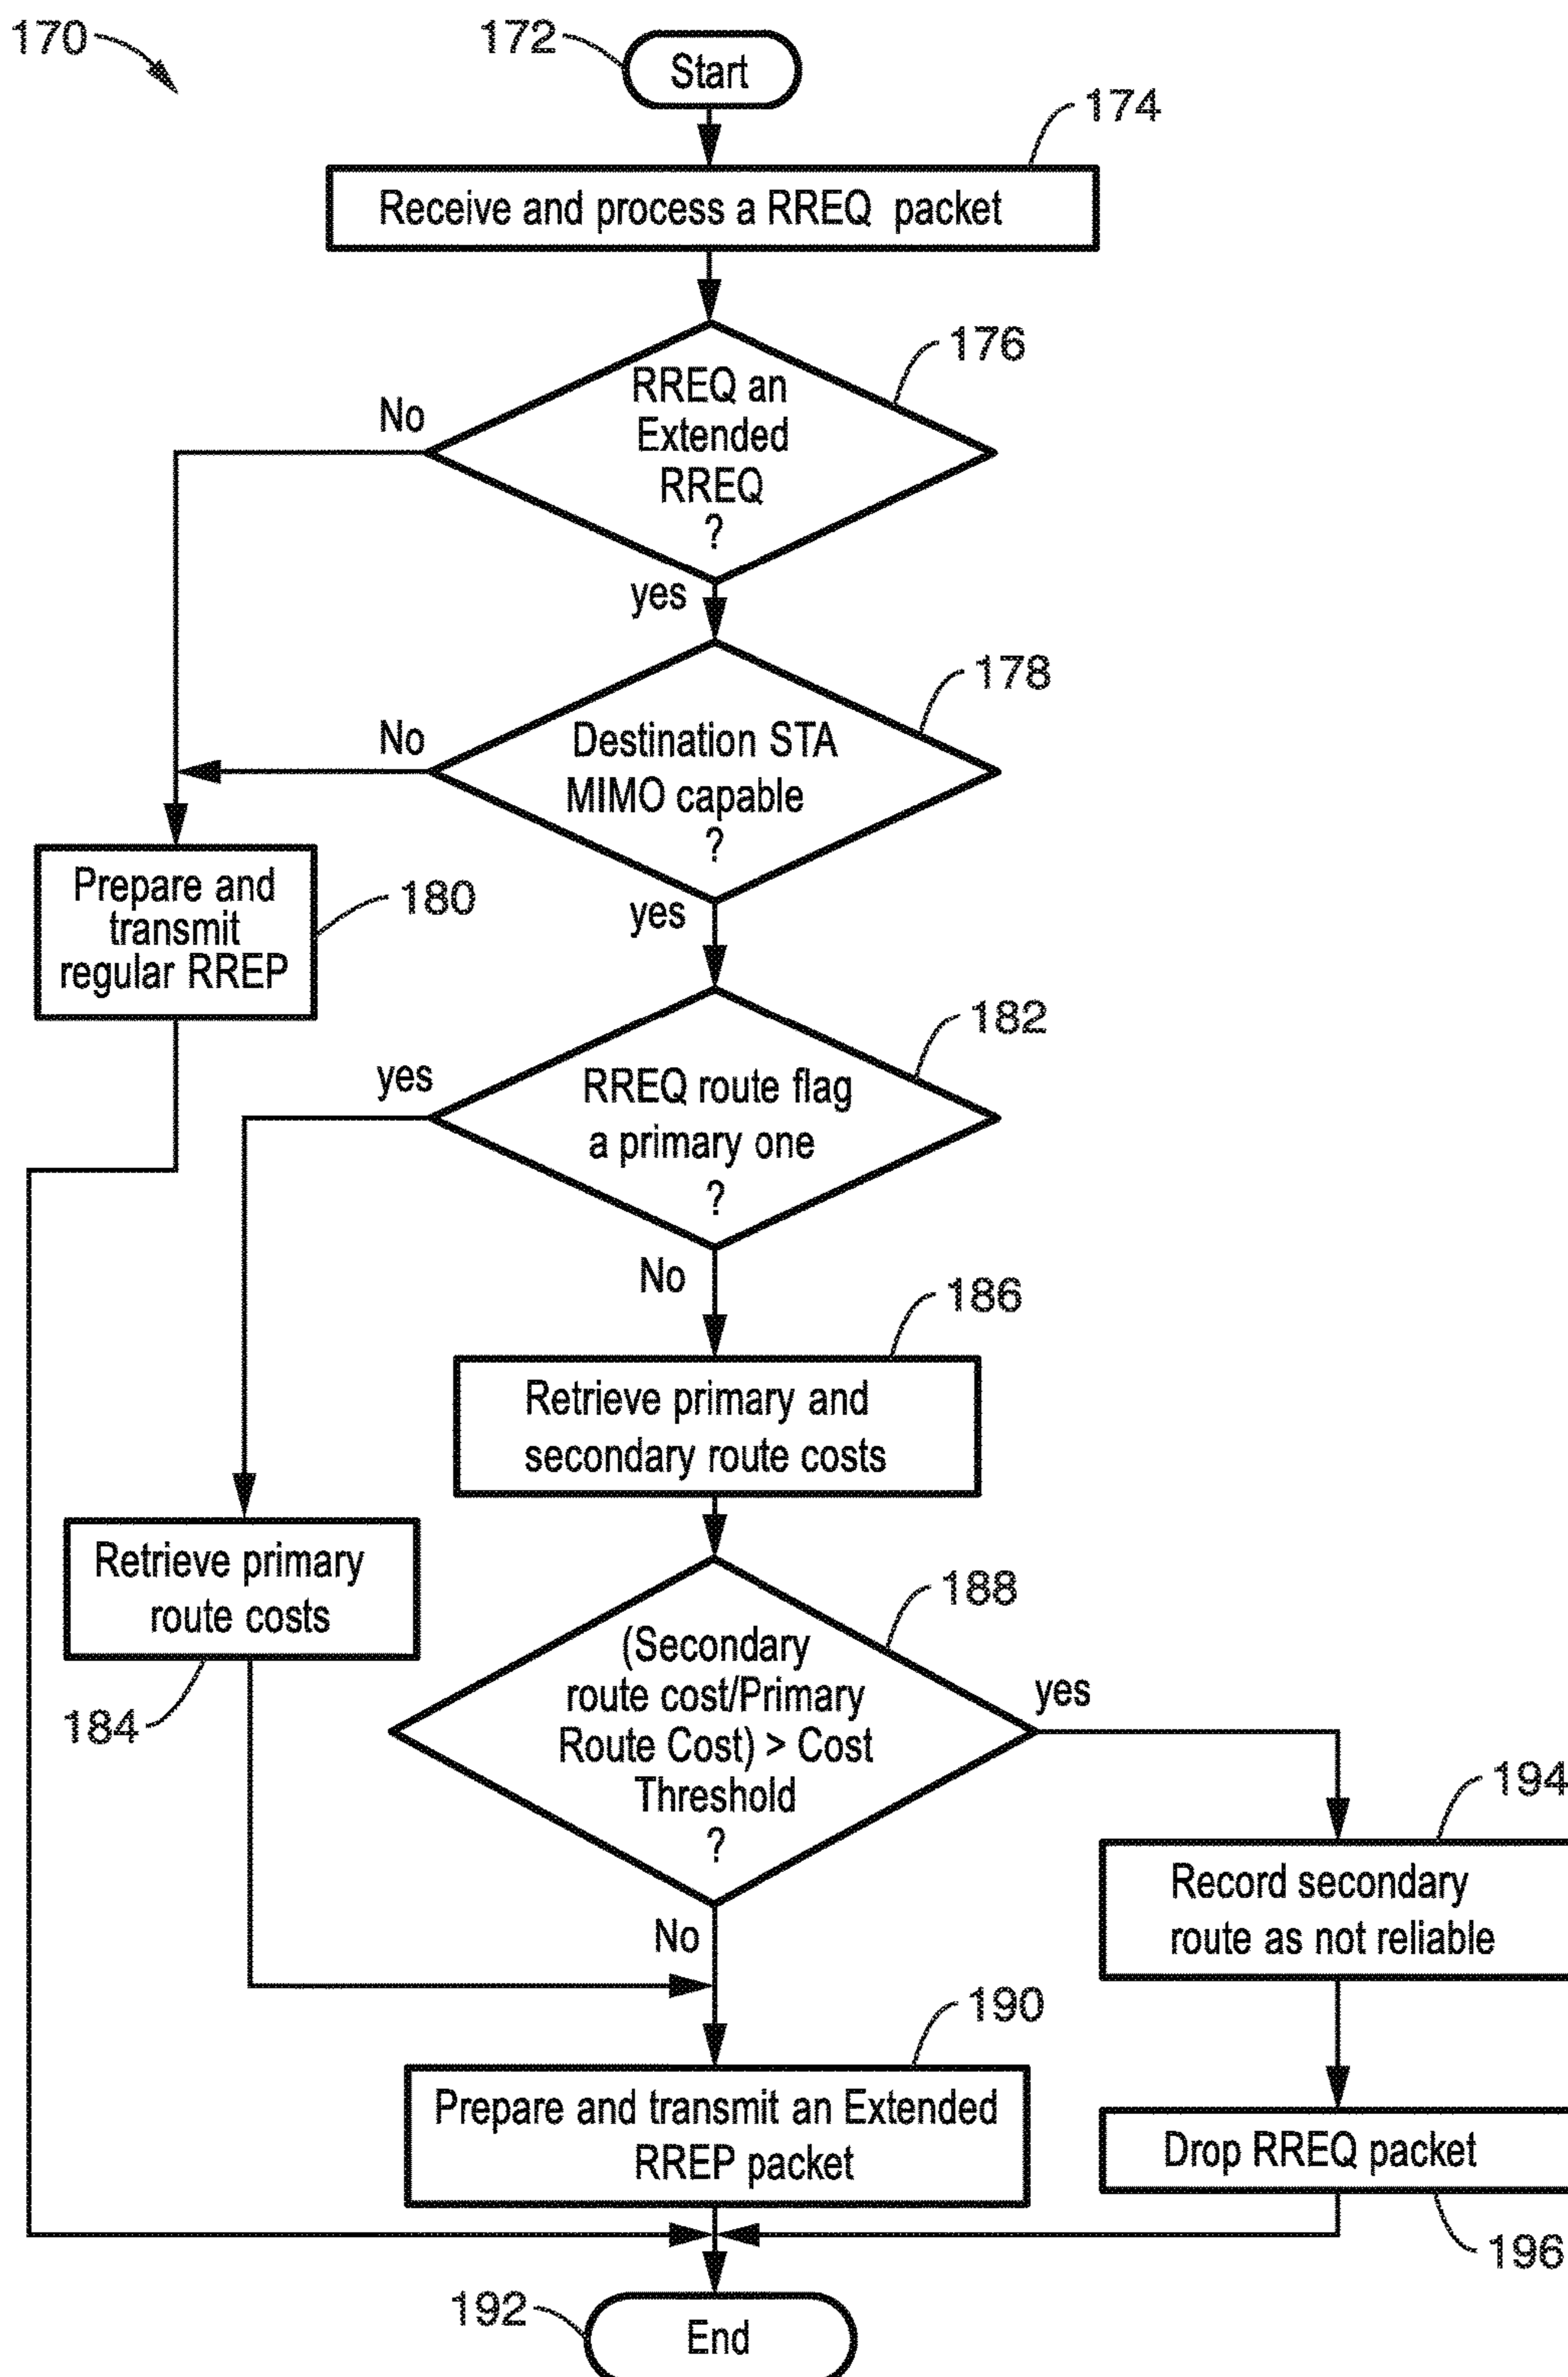 170
172
Start
174
Receive and process a RREQ packet
176
RREQ an
Extended
RREQ
?
No
yes
178
Destination STA
MIMO capable
?
No
yes
Prepare and
transmit
regular RREP
180
182
RREQ route flag
a primary one
?
yes
No
186
Retrieve primary and
secondary route costs
Retrieve primary
route costs
184
188
(Secondary
route cost/Primary
Route Cost) > Cost
Threshold
?
yes
No
194
Record secondary
route as not reliable
190
Prepare and transmit an Extended
RREP packet
Drop RREQ packet
196
192
End